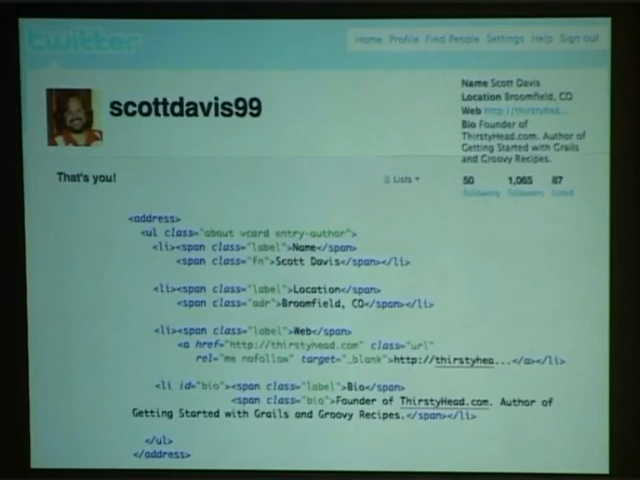 twitter
Home Profile Find People Settings Help Sign out
scottdavis99
Name Scott Davis
Location Broomfield, CO
Web http://thirstyhea...
Bio Founder of
ThirstyHead.com. Author of
Getting Started with Grails
and Groovy Recipes.
That's you!
Lists
50 1,065 87
following followers listed
<address>
<ul class="about vcard entry-author">
<li><span class="label">Name</span>
<span class="fn">Scott Davis</span></li>
<li><span class="label">Location</span>
<span class="adr">Broomfield, CO</span></li>
<li><span class="label">Web</span>
<a href="http://thirstyhead.com" class="url"
rel="me nofollow" target="_blank">http://thirstyhea...</a></li>
<li id="bio"><span class="label">Bio</span>
<span class="bio">Founder of ThirstyHead.com. Author of
Getting Started with Grails and Groovy Recipes.</span></li>
</ul>
</address>